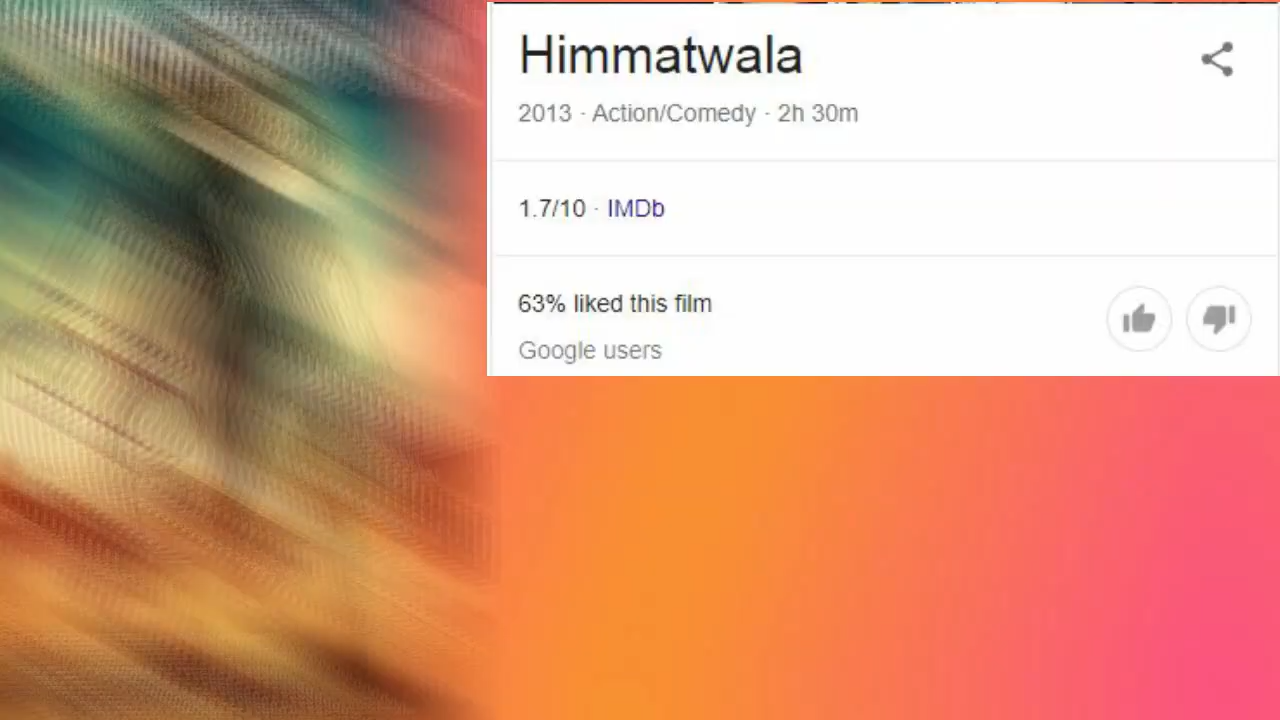 Himmatwala
2013 · Action/Comedy · 2h 30m
1.7/10 · IMDb
63% liked this film
Google users